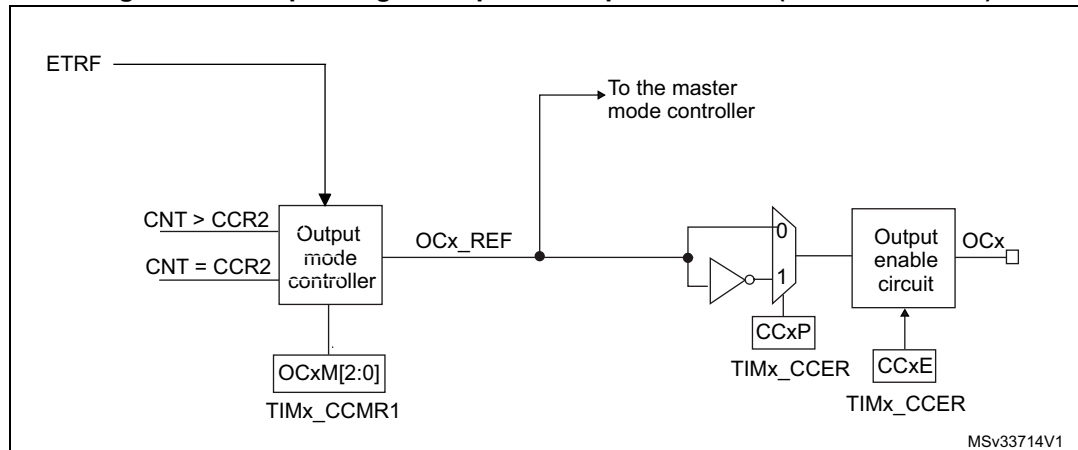 ETRF
To the master
mode controller
CNT > CCR2
CNT = CCR2
Output
mode
controller
OCx_REF
0
1
Output
enable
circuit
OCx
CCxP
TIMx_CCER
CCxE
TIMx_CCER
OCxM[2:0]
TIMx_CCMR1
MSv33714V1